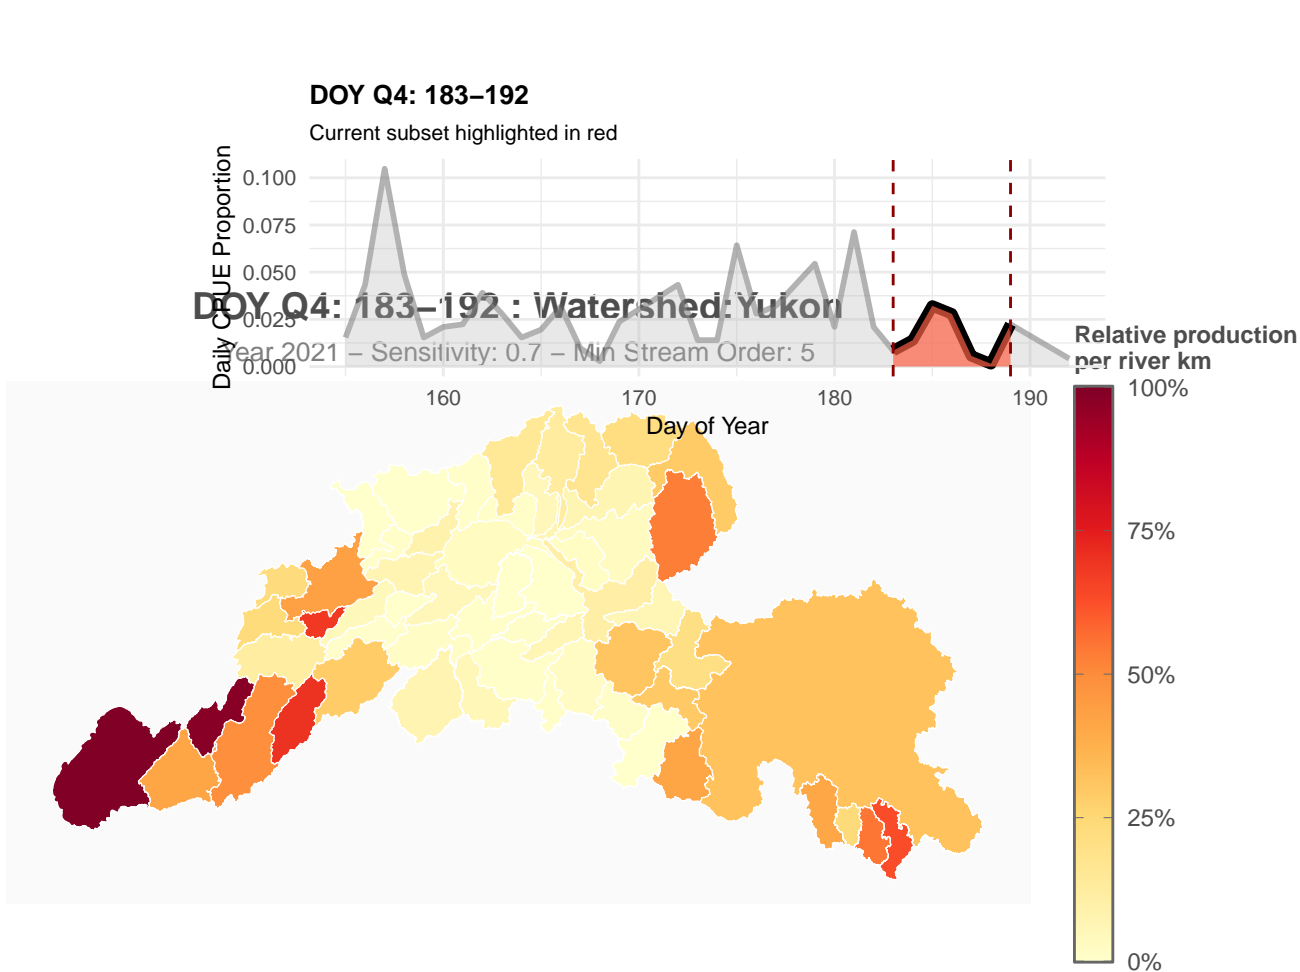 DOY Q4: 183–192
Current subset highlighted in red
Daily CPUE Proportion
0.100
0.075
0.050
0.025
0.000
DOY Q4: 183–192 : Watershed:Yukon
Year 2021 – Sensitivity: 0.7 – Min Stream Order: 5
160
170
180
190
Day of Year
Relative production
per river km
100%
75%
50%
25%
0%